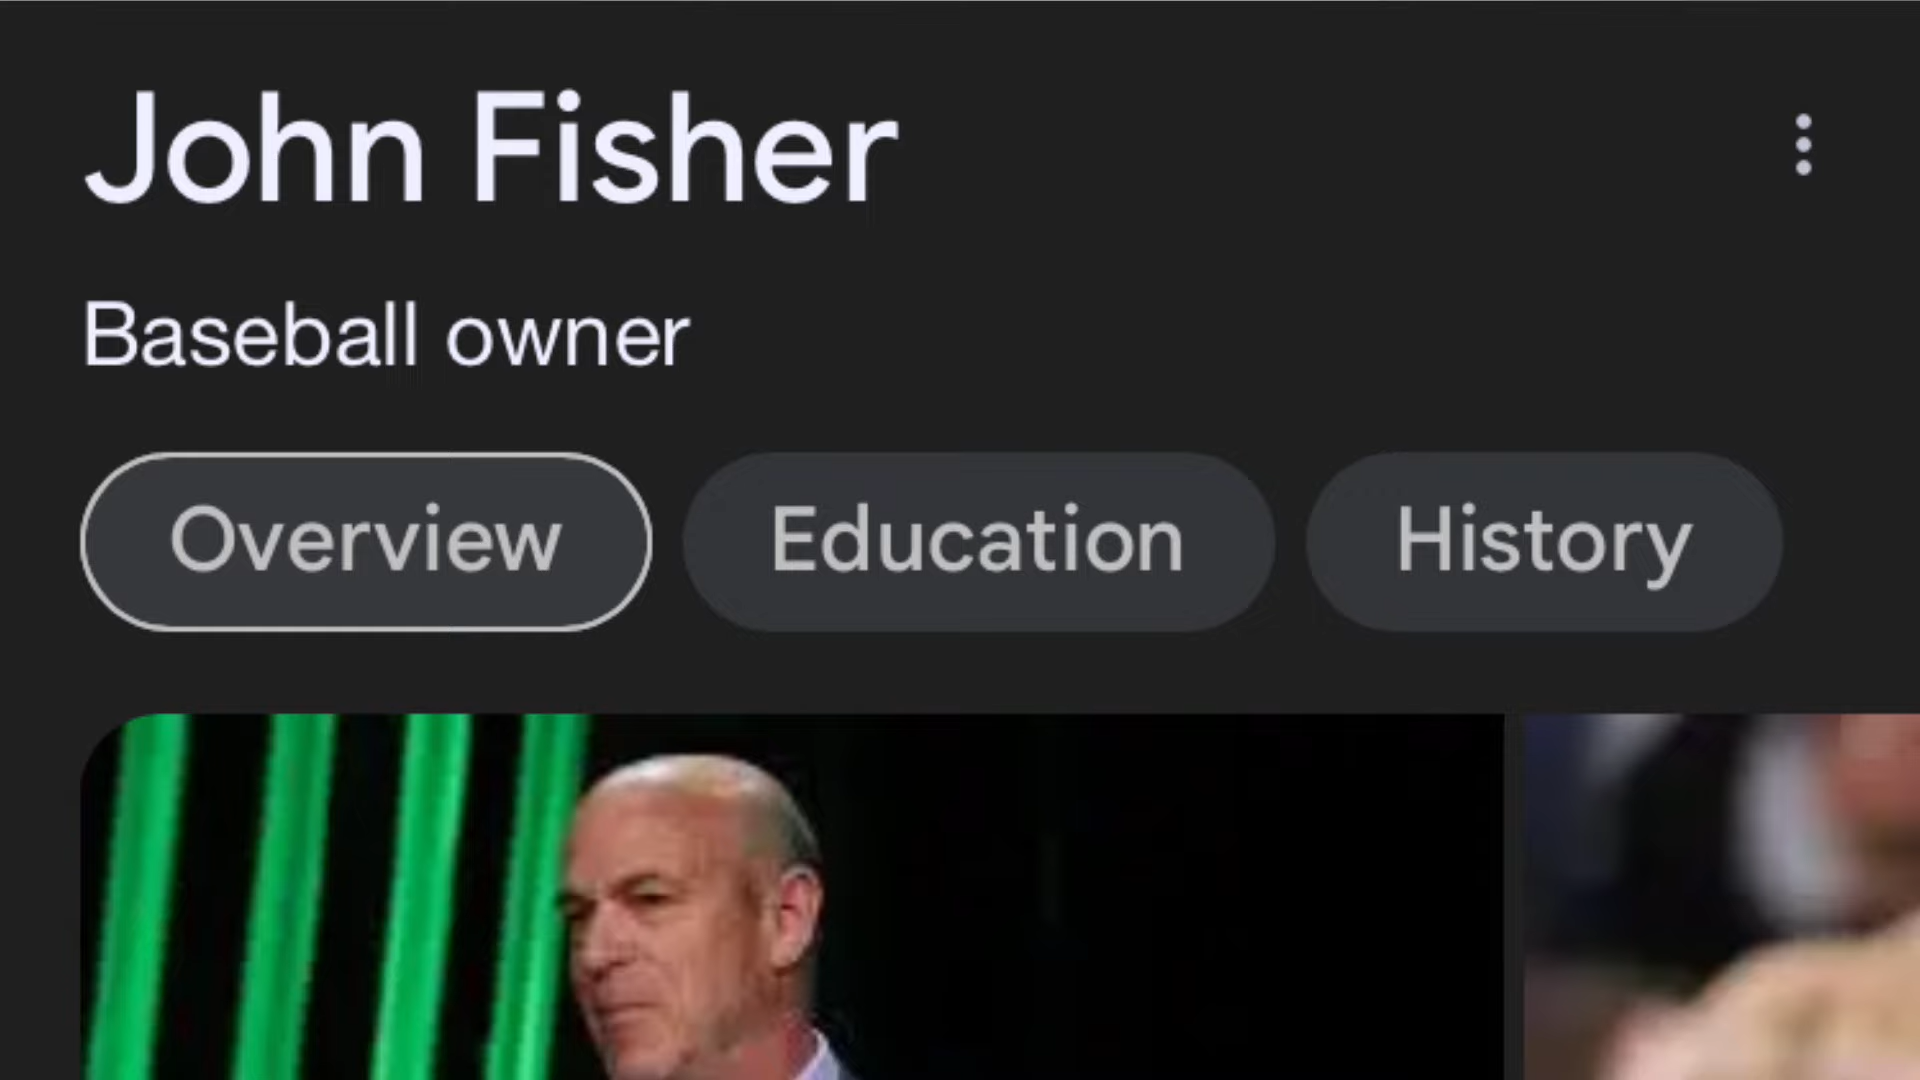 John Fisher
Baseball owner
Overview
Education
History